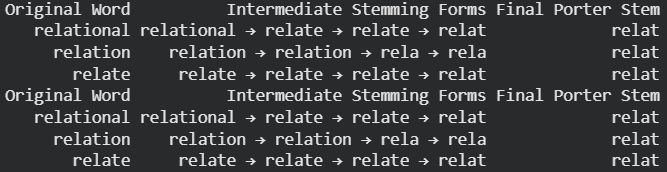 Original Word Intermediate Stemming Forms Final Porter Stem
relational relational → relate → relate → relat relat
relation relation → relation → rela → rela relat
relate relate → relate → relate → relat relat
Original Word Intermediate Stemming Forms Final Porter Stem
relational relational → relate → relate → relat relat
relation relation → relation → rela → rela relat
relate relate → relate → relate → relat relat